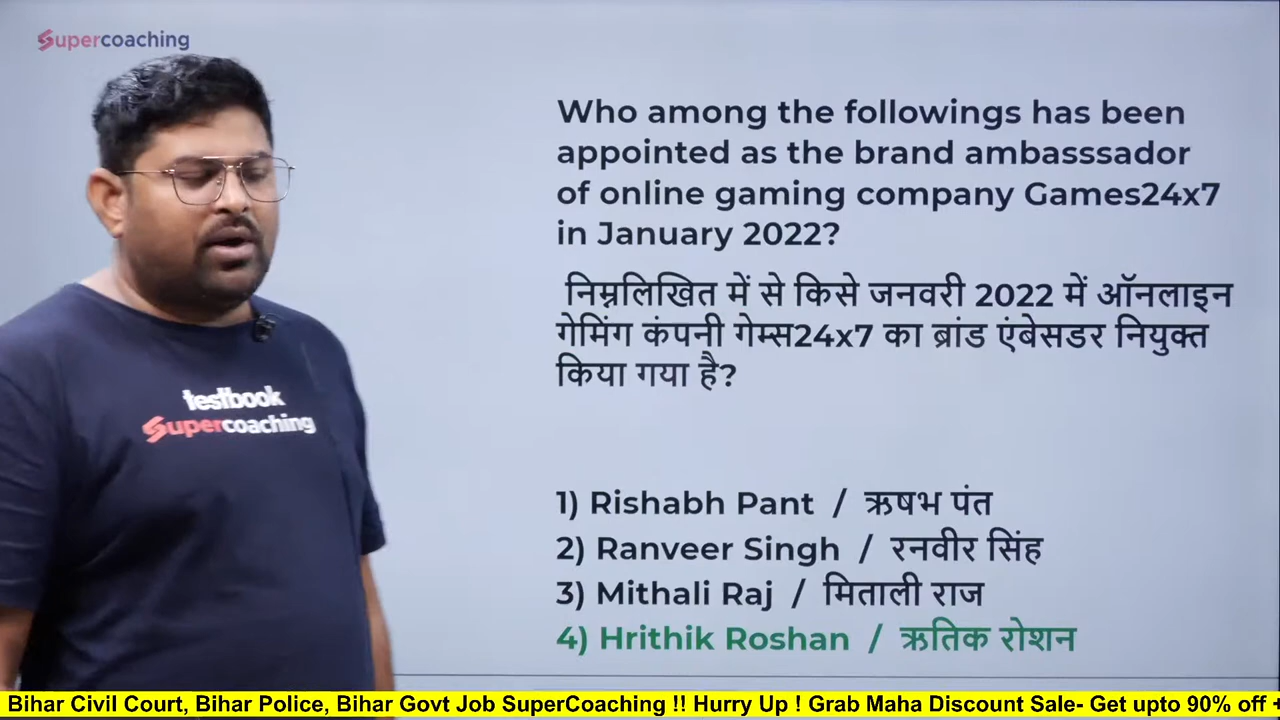 Supercoaching
Who among the followings has been
appointed as the brand ambasssador
of online gaming company Games24x7
in January 2022?
निम्नलिखित में से किसे जनवरी 2022 में ऑनलाइन
गेमिंग कंपनी गेम्स24x7 का ब्रांड एंबेसडर नियुक्त
किया गया है?
testbook
Supercoaching
1) Rishabh Pant / ऋषभ पंत
2) Ranveer Singh / रनवीर सिंह
3) Mithali Raj / मिताली राज
4) Hrithik Roshan / ऋतिक रोशन
Bihar Civil Court, Bihar Police, Bihar Govt Job SuperCoaching !! Hurry Up ! Grab Maha Discount Sale- Get upto 90% off